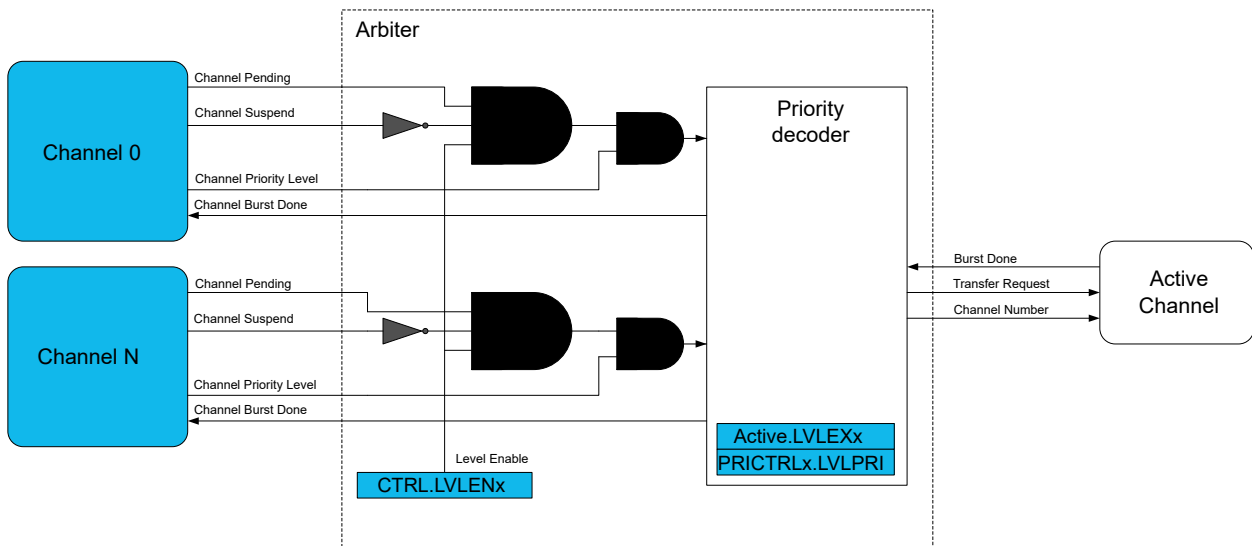 Arbiter
Channel Pending
Channel Suspend
Channel 0
Channel Priority Level
Channel Burst Done
Priority
decoder
Burst Done
Transfer Request
Channel Number
Active
Channel
Channel Pending
Channel Suspend
Channel N
Channel Priority Level
Channel Burst Done
Level Enable
CTRL.LVLENx
Active.LVLEXx
PRICTRLx.LVLPRI